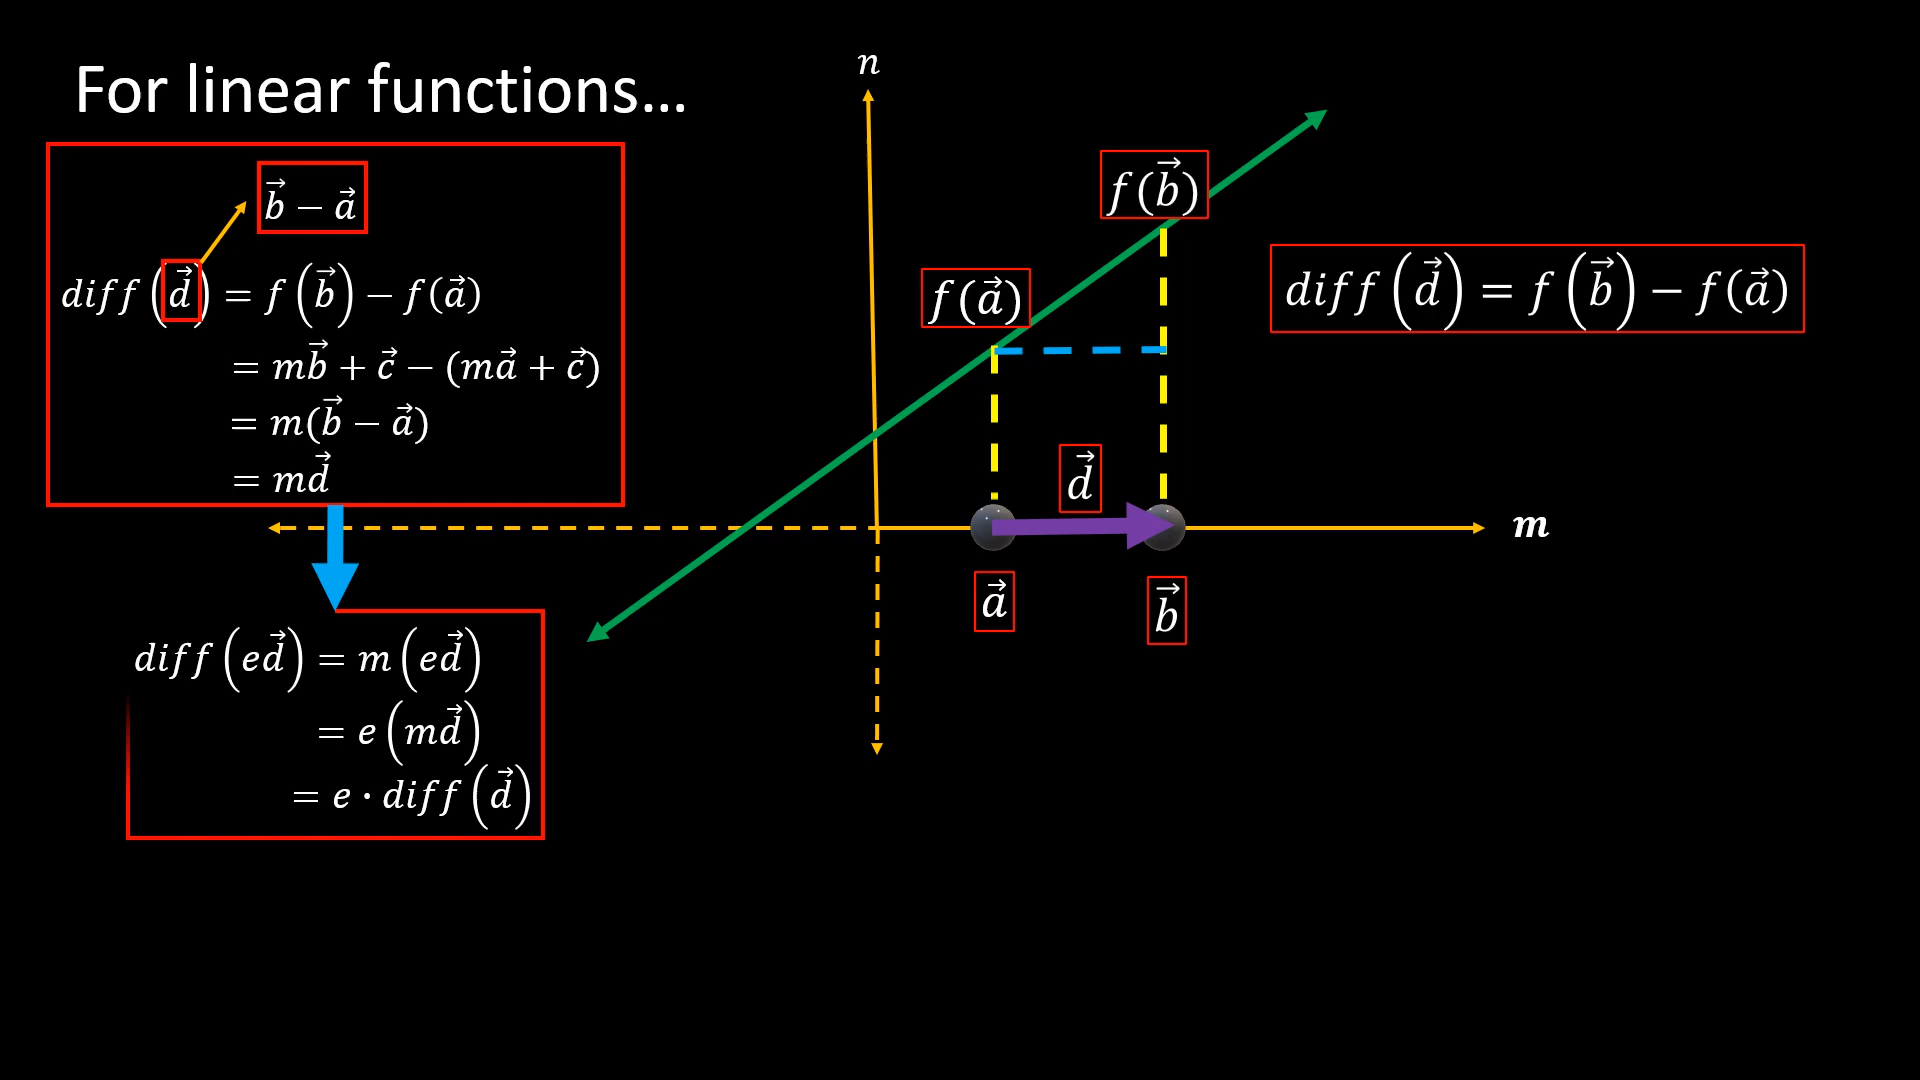 For linear functions...
b⃗ − a⃗
diff(d⃗) = f(b⃗) − f(a⃗)
= mb⃗ + c⃗ − (ma⃗ + c⃗)
= m(b⃗ − a⃗)
= md⃗
diff(ed⃗) = m(ed⃗)
= e(md⃗)
= e · diff(d⃗)
n
f(b⃗)
f(a⃗)
d⃗
m
a⃗
b⃗
diff(d⃗) = f(b⃗) − f(a⃗)